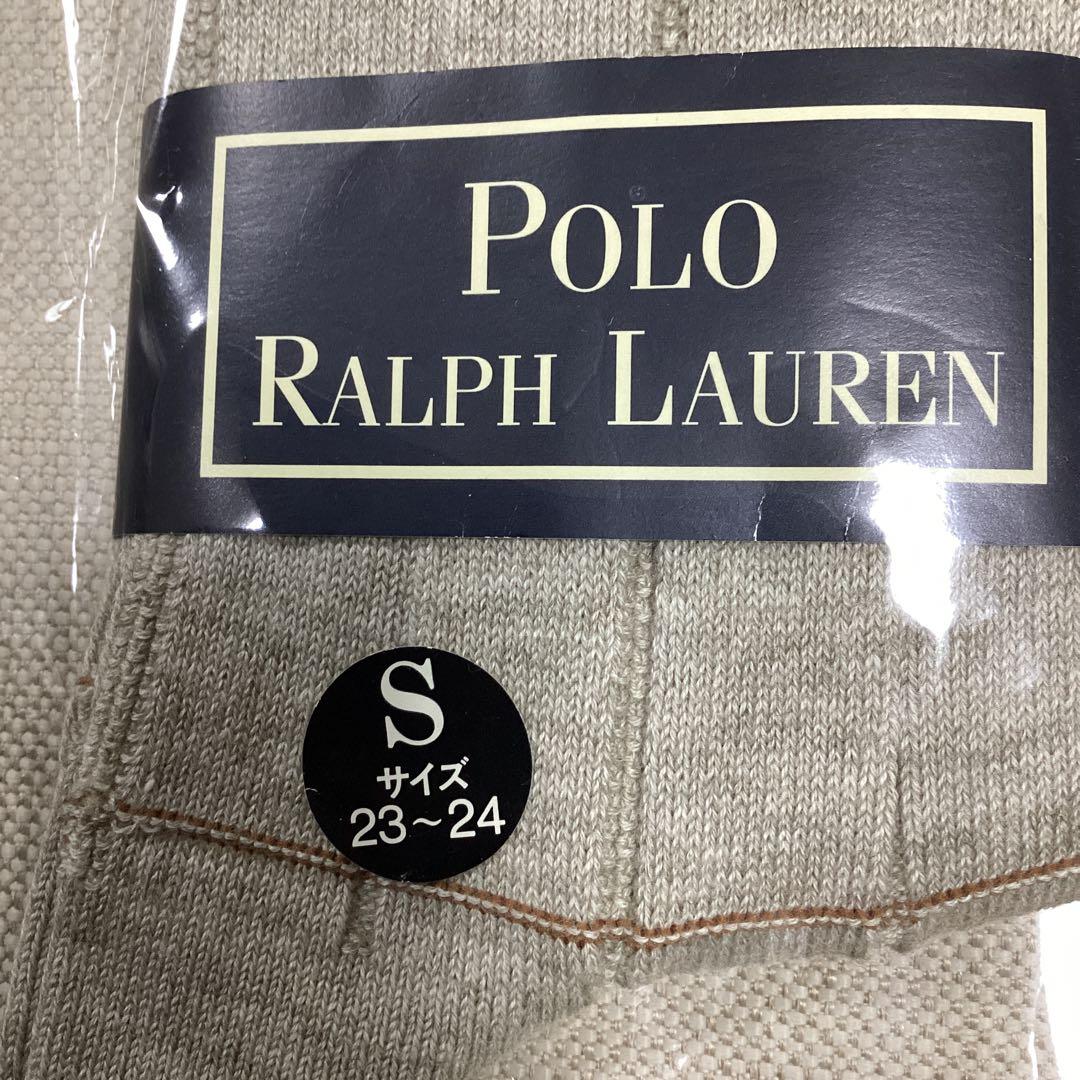 POLO
RALPH LAUREN
S
サイズ
23~24